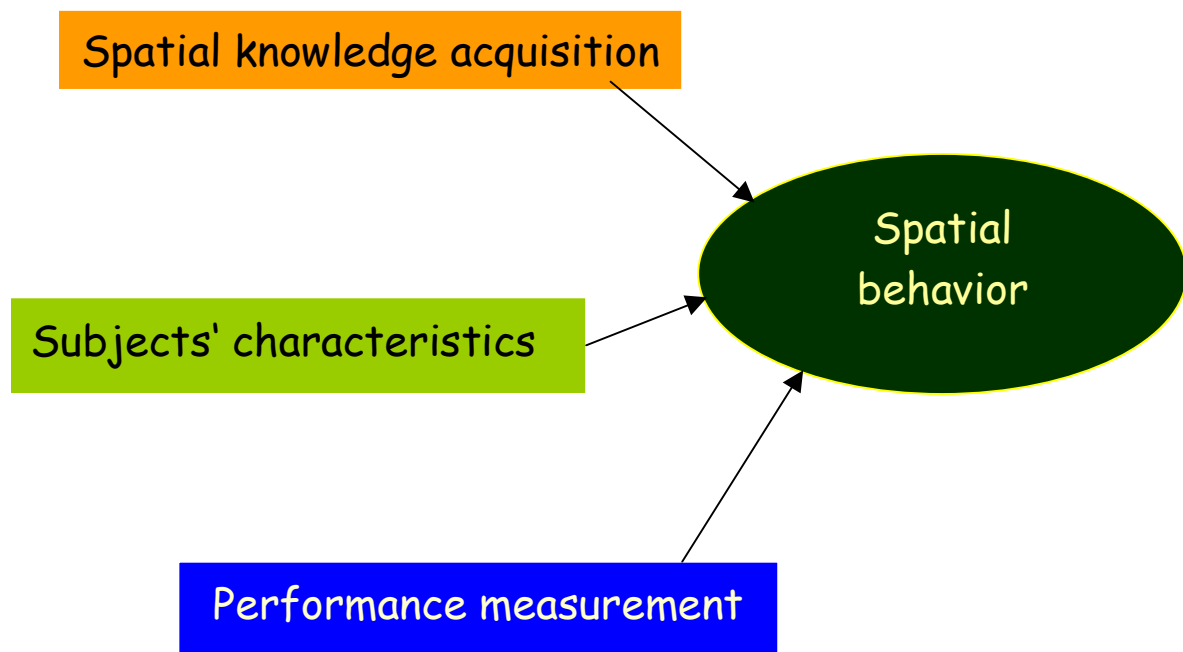 Spatial knowledge acquisition
Spatial
behavior
Subjects' characteristics
Performance measurement